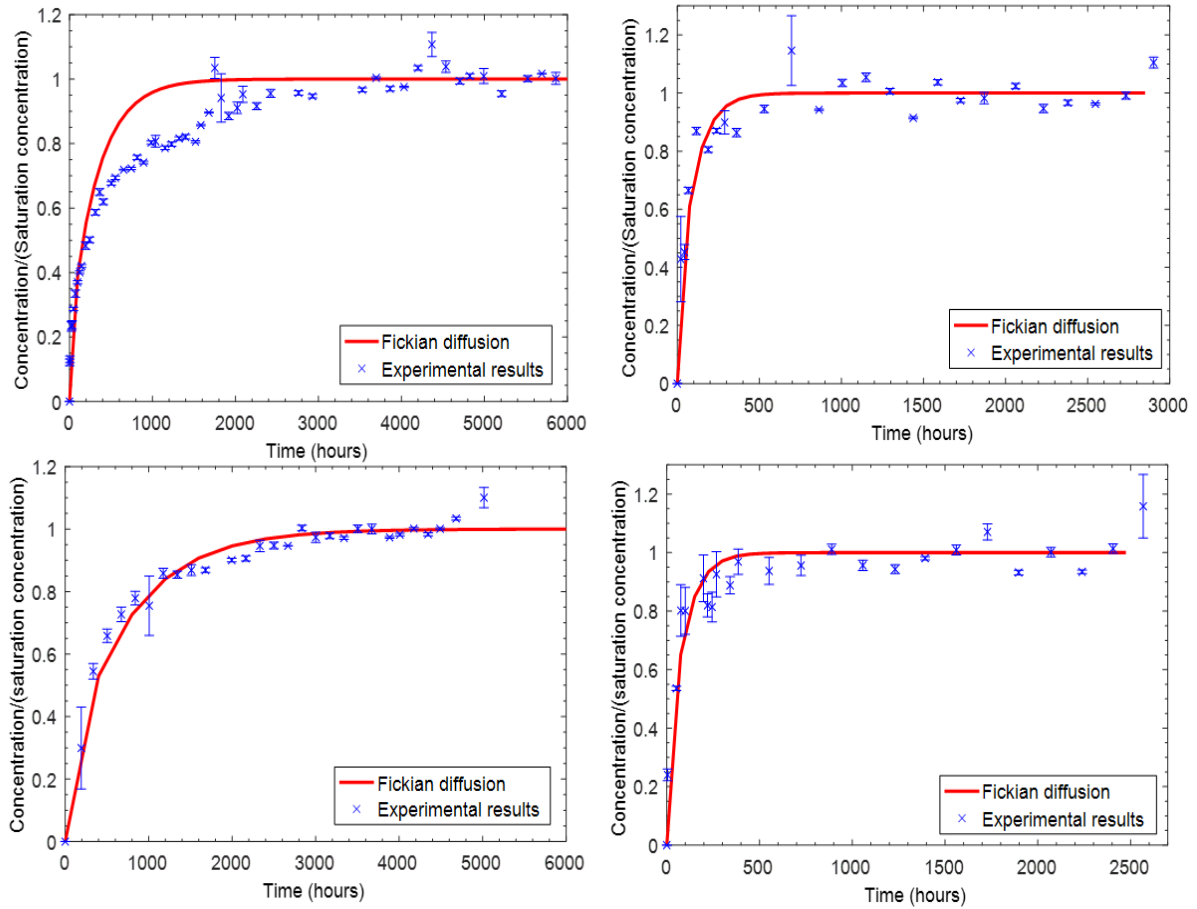 Concentration/(Saturation concentration)
1.2
1
0.8
0.6
0.4
0.2
0
Fickian diffusion
Experimental results
0 1000 2000 3000 4000 5000 6000
Time (hours)
Concentration/(Saturation concentration)
1.2
1
0.8
0.6
0.4
0.2
0
Fickian diffusion
Experimental results
0 500 1000 1500 2000 2500 3000
Time (hours)
Concentration/(saturation concentration)
1.2
1
0.8
0.6
0.4
0.2
0
Fickian diffusion
Experimental results
0 1000 2000 3000 4000 5000 6000
Time (hours)
Concentration/(saturation concentration)
1.2
1
0.8
0.6
0.4
0.2
0
Fickian diffusion
Experimental results
0 500 1000 1500 2000 2500
Time (hours)